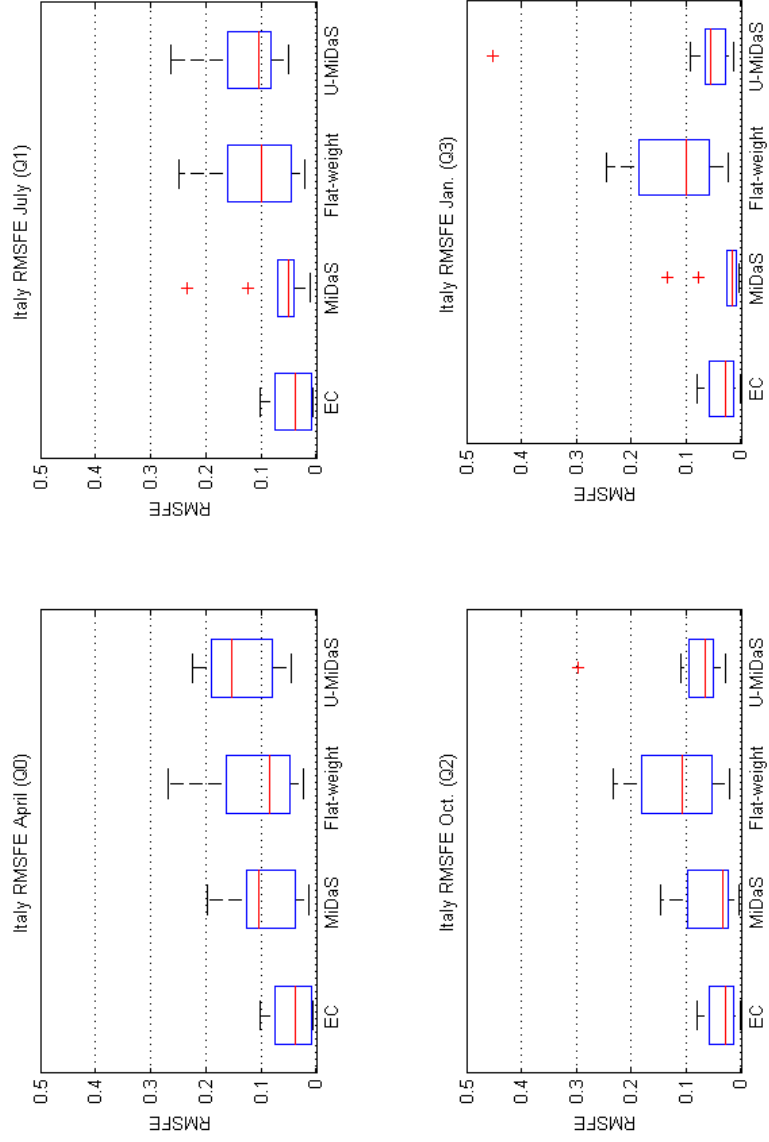 Italy RMSFE April (Q0)
0.5
0.4
0.3
0.2
0.1
0
RMSFE
EC
MiDaS
Flat-weight
U-MiDaS
Italy RMSFE July (Q1)
0.5
0.4
0.3
0.2
0.1
0
RMSFE
EC
MiDaS
Flat-weight
U-MiDaS
Italy RMSFE Oct. (Q2)
0.5
0.4
0.3
0.2
0.1
0
RMSFE
EC
MiDaS
Flat-weight
U-MiDaS
Italy RMSFE Jan. (Q3)
0.5
0.4
0.3
0.2
0.1
0
RMSFE
EC
MiDaS
Flat-weight
U-MiDaS